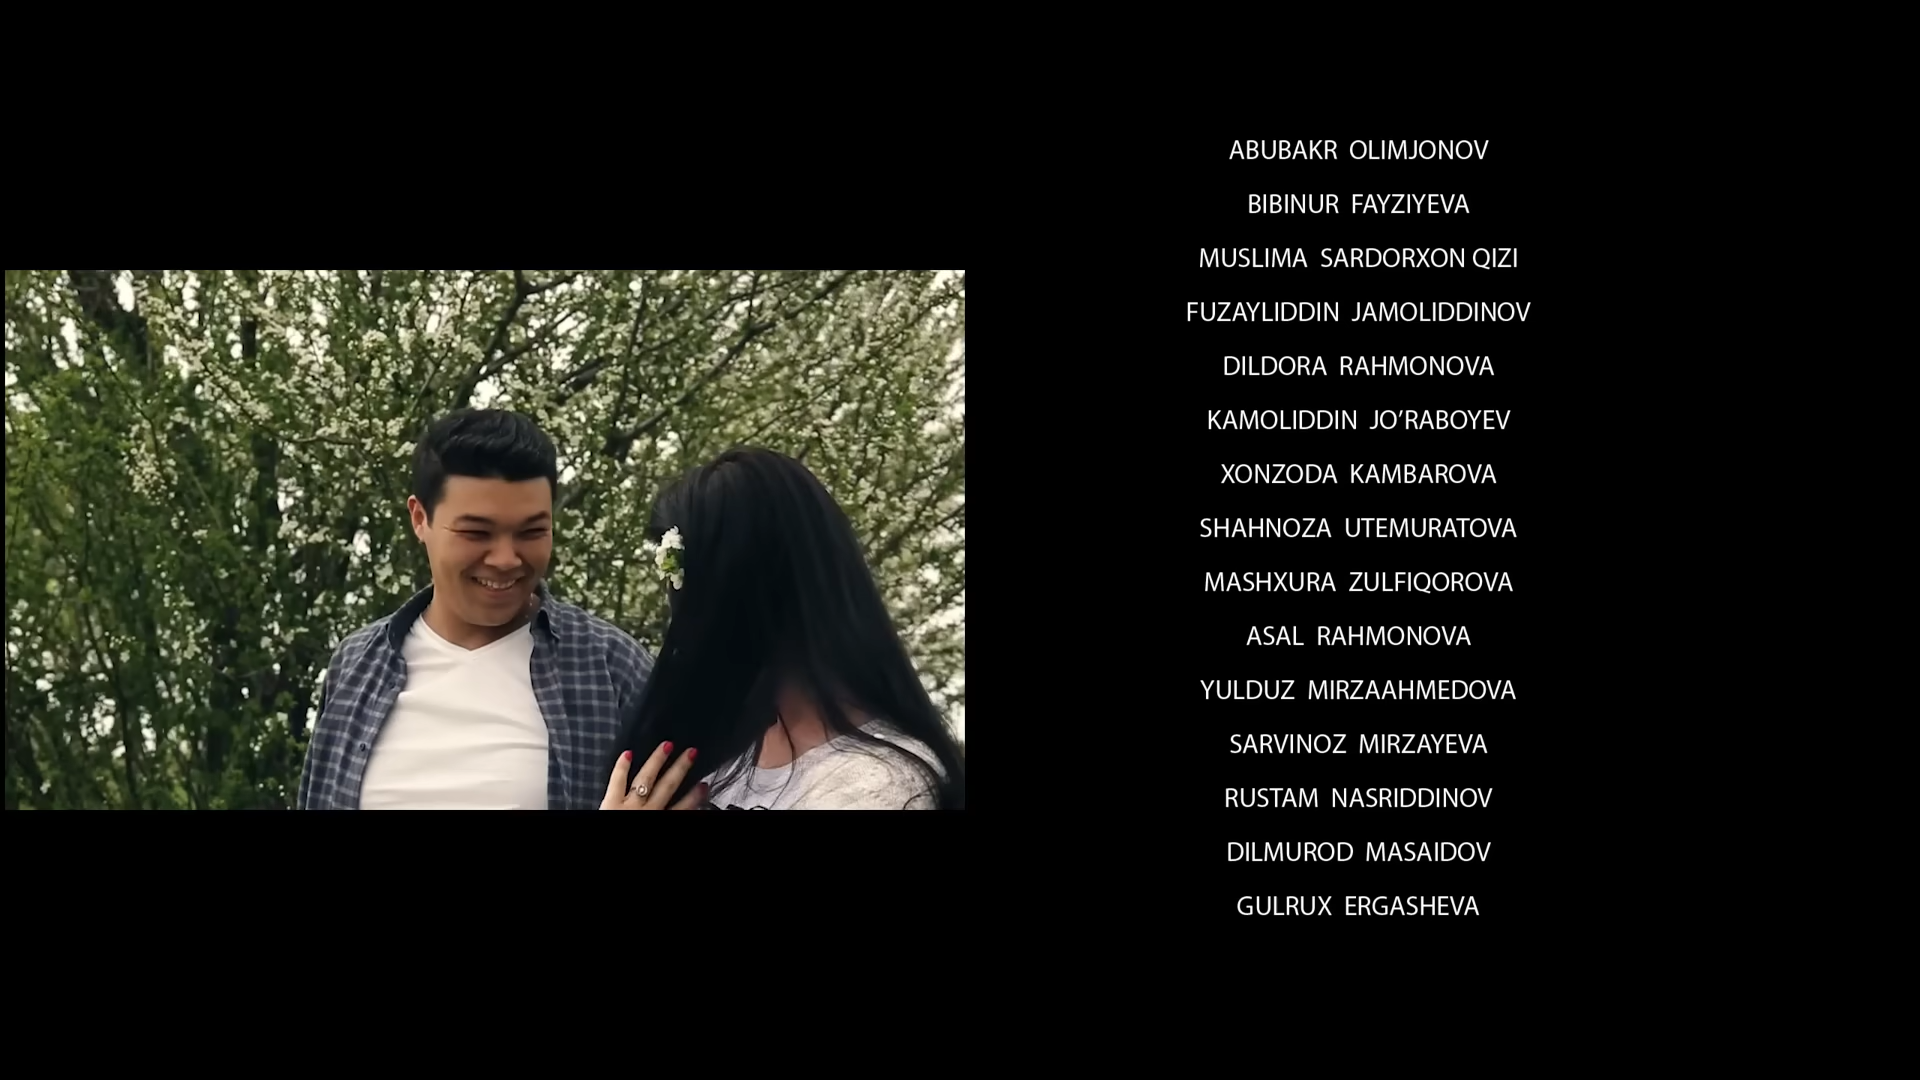 ABUBAKR OLIMJONOV
BIBINUR FAYZIYEVA
MUSLIMA SARDORXON QIZI
FUZAYLIDDIN JAMOLIDDINOV
DILDORA RAHMONOVA
KAMOLIDDIN JO’RABOYEV
XONZODA KAMBAROVA
SHAHNOZA UTEMURATOVA
MASHXURA ZULFIQOROVA
ASAL RAHMONOVA
YULDUZ MIRZAAHMEDOVA
SARVINOZ MIRZAYEVA
RUSTAM NASRIDDINOV
DILMUROD MASAIDOV
GULRUX ERGASHEVA